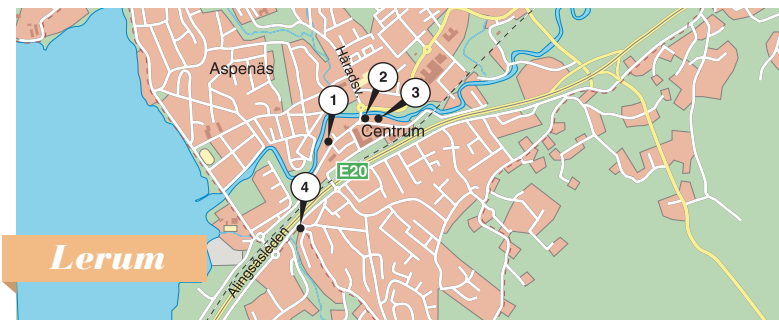 Aspenäs
Häradsv.
1
2
3
Centrum
E20
4
Lerum
Alingsåsleden